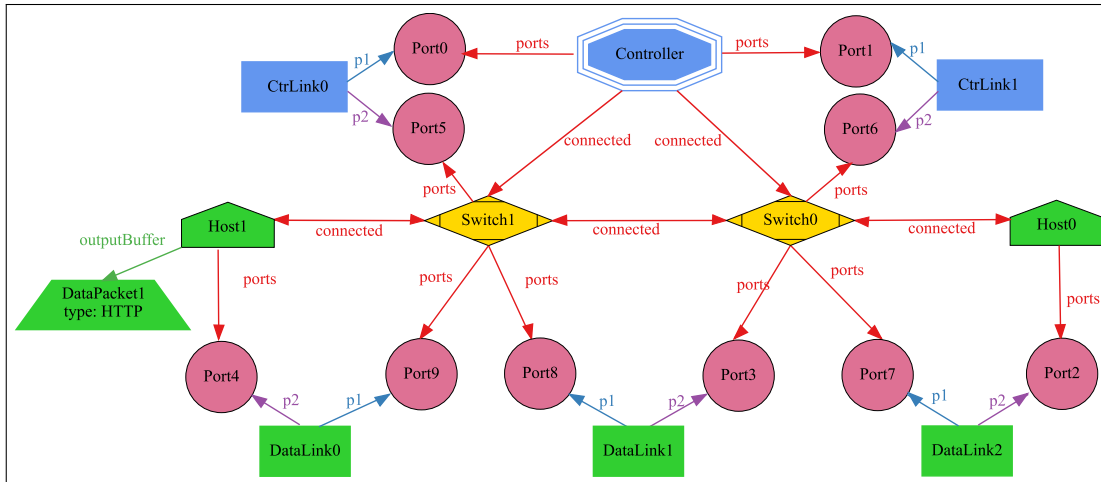 Port0
ports
Controller
ports
Port1
p1
p1
CtrLink0
CtrLink1
p2
p2
Port5
Port6
connected
connected
ports
ports
Host1
Switch1
Switch0
Host0
connected
connected
connected
outputBuffer
DataPacket1
type: HTTP
ports
ports
ports
ports
ports
ports
Port4
Port9
Port8
Port3
Port7
Port2
p2
p1
p1
p2
p1
p2
DataLink0
DataLink1
DataLink2